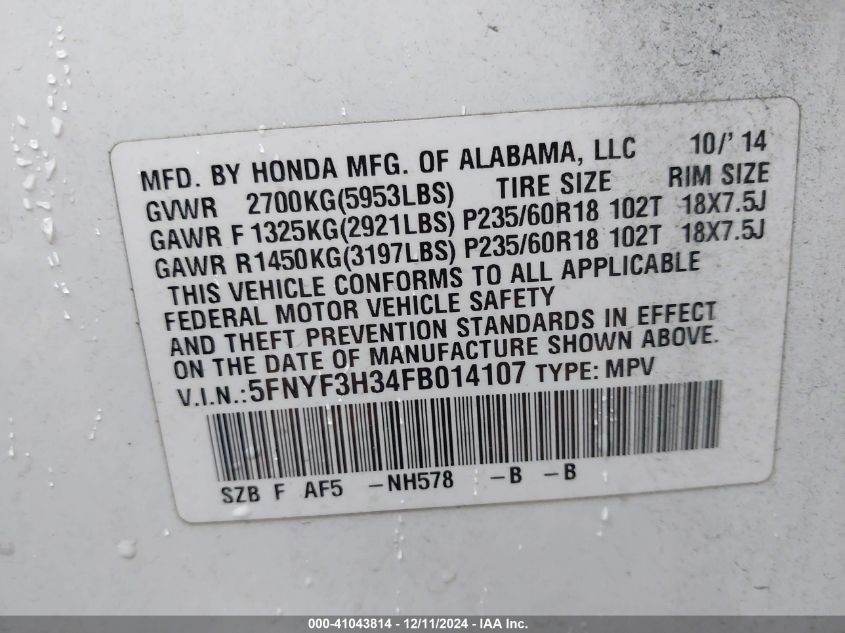 MFD. BY HONDA MFG. OF ALABAMA, LLC 10/' 14
GVWR 2700KG(5953LBS) TIRE SIZE RIM SIZE
GAWR F 1325KG(2921LBS) P235/60R18 102T 18X7.5J
GAWR R1450KG(3197LBS) P235/60R18 102T 18X7.5J
THIS VEHICLE CONFORMS TO ALL APPLICABLE
FEDERAL MOTOR VEHICLE SAFETY
AND THEFT PREVENTION STANDARDS IN EFFECT
ON THE DATE OF MANUFACTURE SHOWN ABOVE.
V.I.N.:5FNYF3H34FB014107 TYPE: MPV
SZB F AF5 -NH578 -B -B
000-41043814 - 12/11/2024 - IAA Inc.